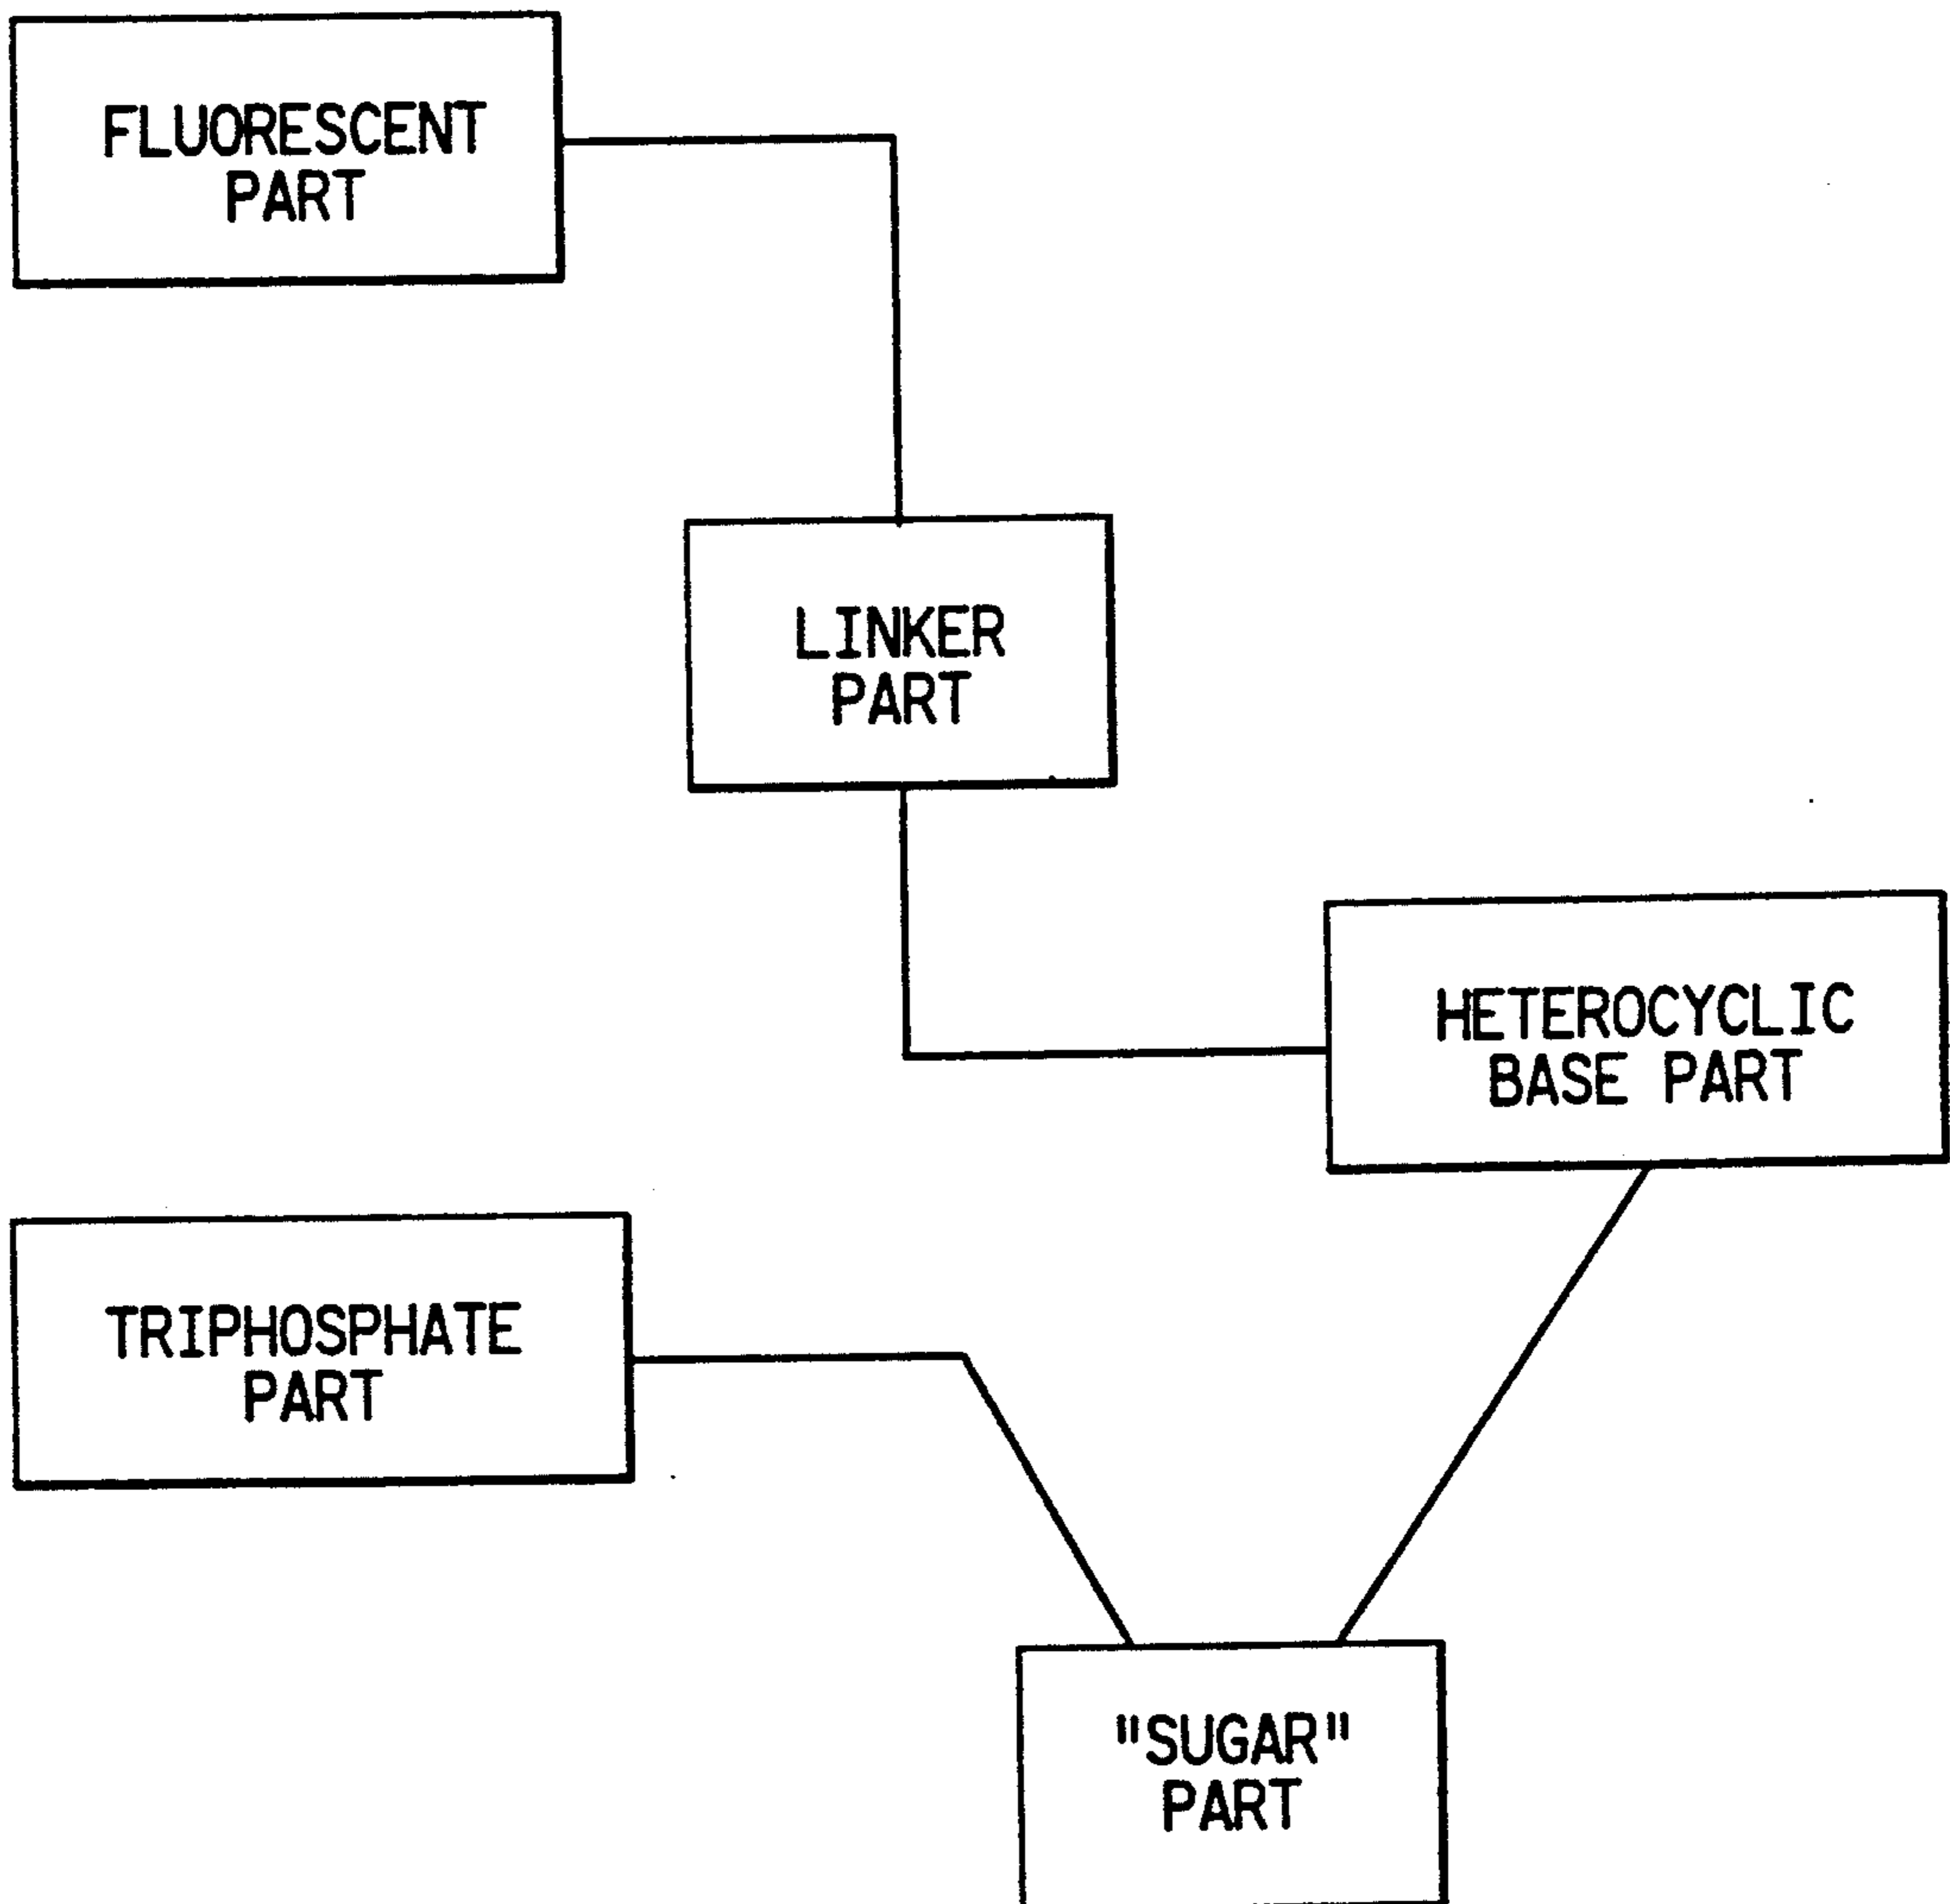 FLUORESCENT
PART
LINKER
PART
HETEROCYCLIC
BASE PART
TRIPHOSPHATE
PART
"SUGAR"
PART